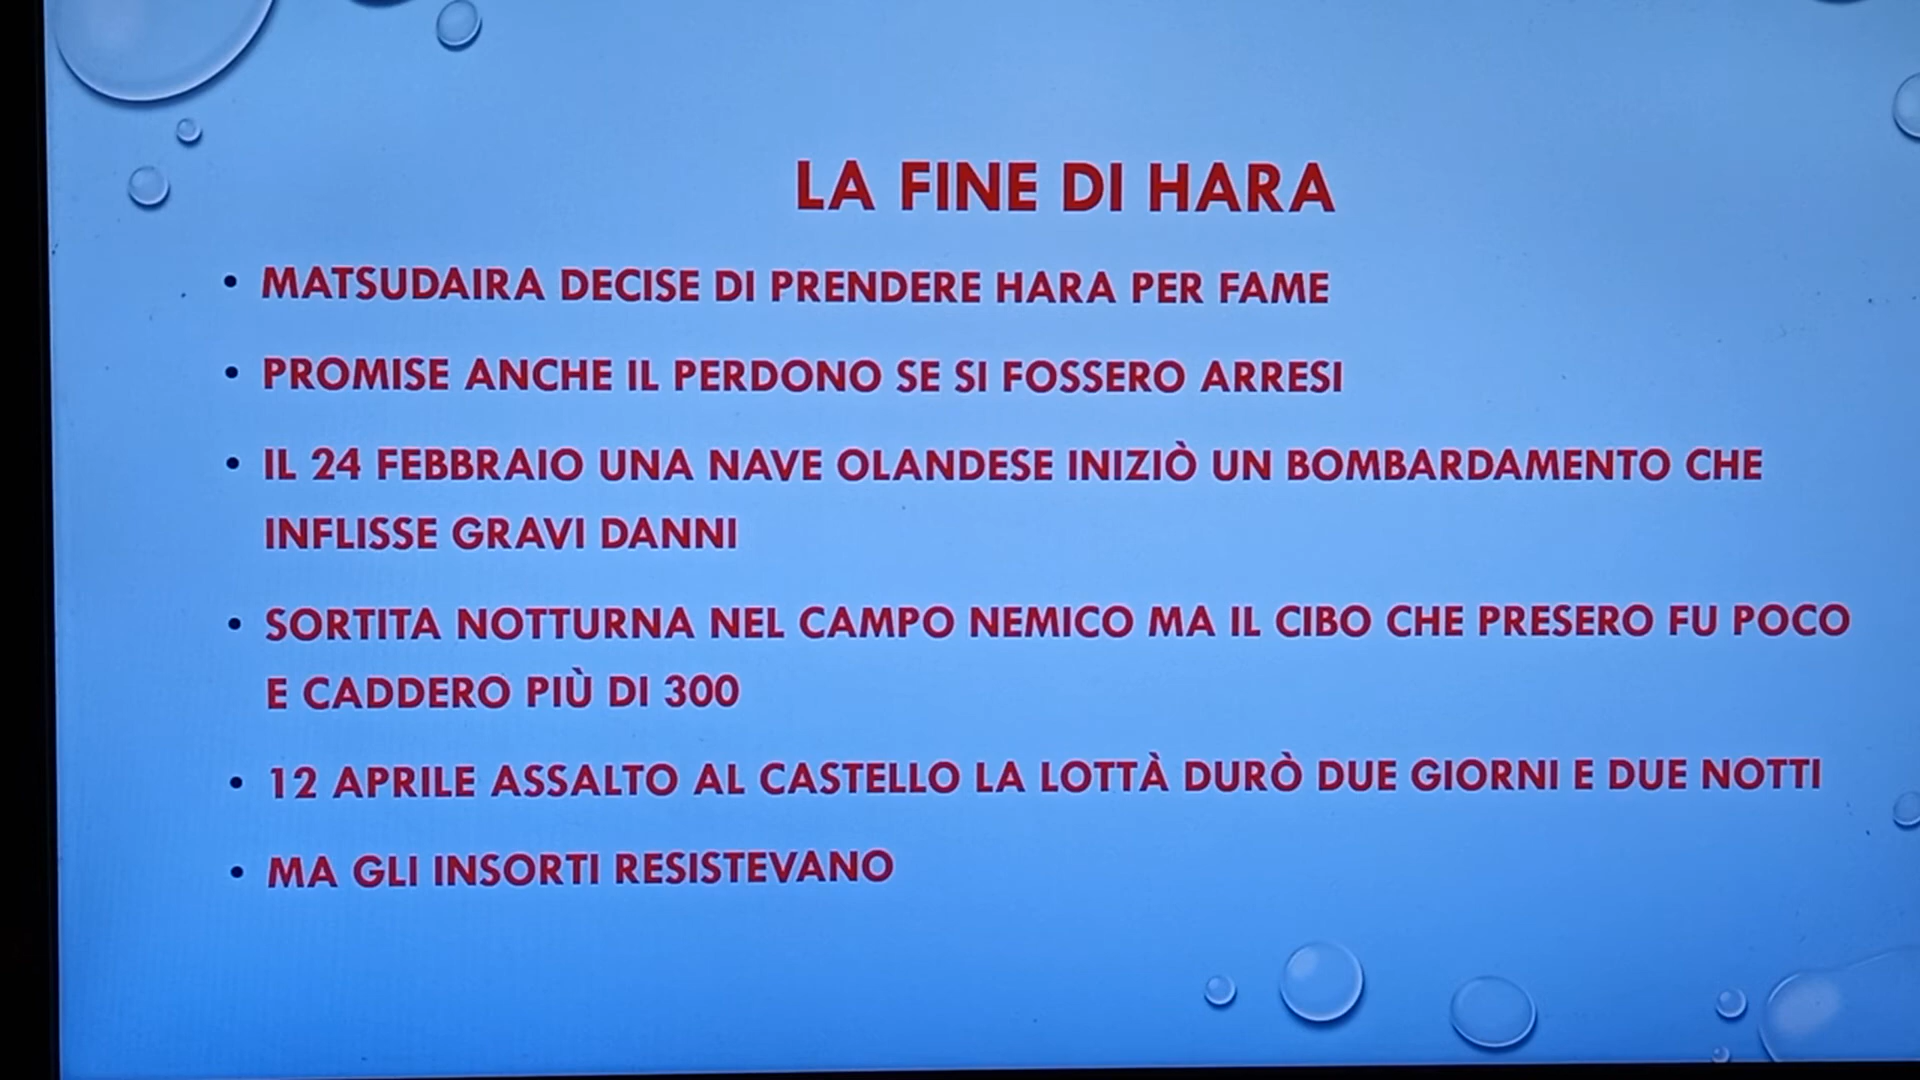 LA FINE DI HARA
• MATSUDAIRA DECISE DI PRENDERE HARA PER FAME
• PROMISE ANCHE IL PERDONO SE SI FOSSERO ARRESI
• IL 24 FEBBRAIO UNA NAVE OLANDESE INIZIÒ UN BOMBARDAMENTO CHE
INFLISSE GRAVI DANNI
• SORTITA NOTTURNA NEL CAMPO NEMICO MA IL CIBO CHE PRESERO FU POCO
E CADDERO PIÙ DI 300
• 12 APRILE ASSALTO AL CASTELLO LA LOTTÀ DURÒ DUE GIORNI E DUE NOTTI
• MA GLI INSORTI RESISTEVANO